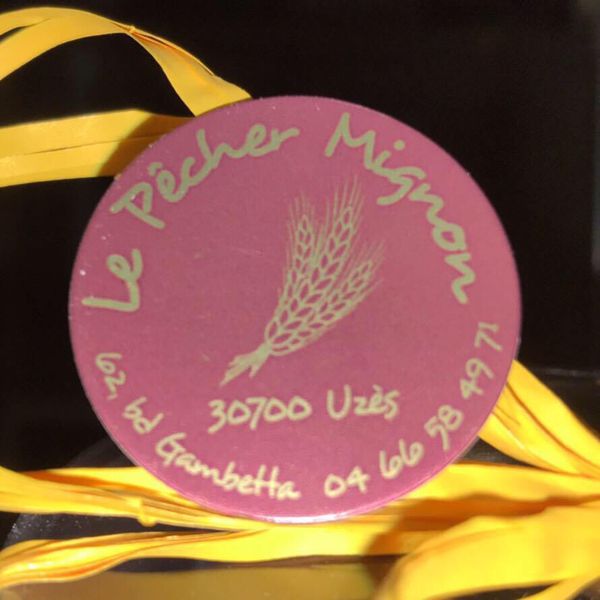 Le Pêcher Mignon
30700 Uzès
62, bd Gambetta 04 66 58 49 71